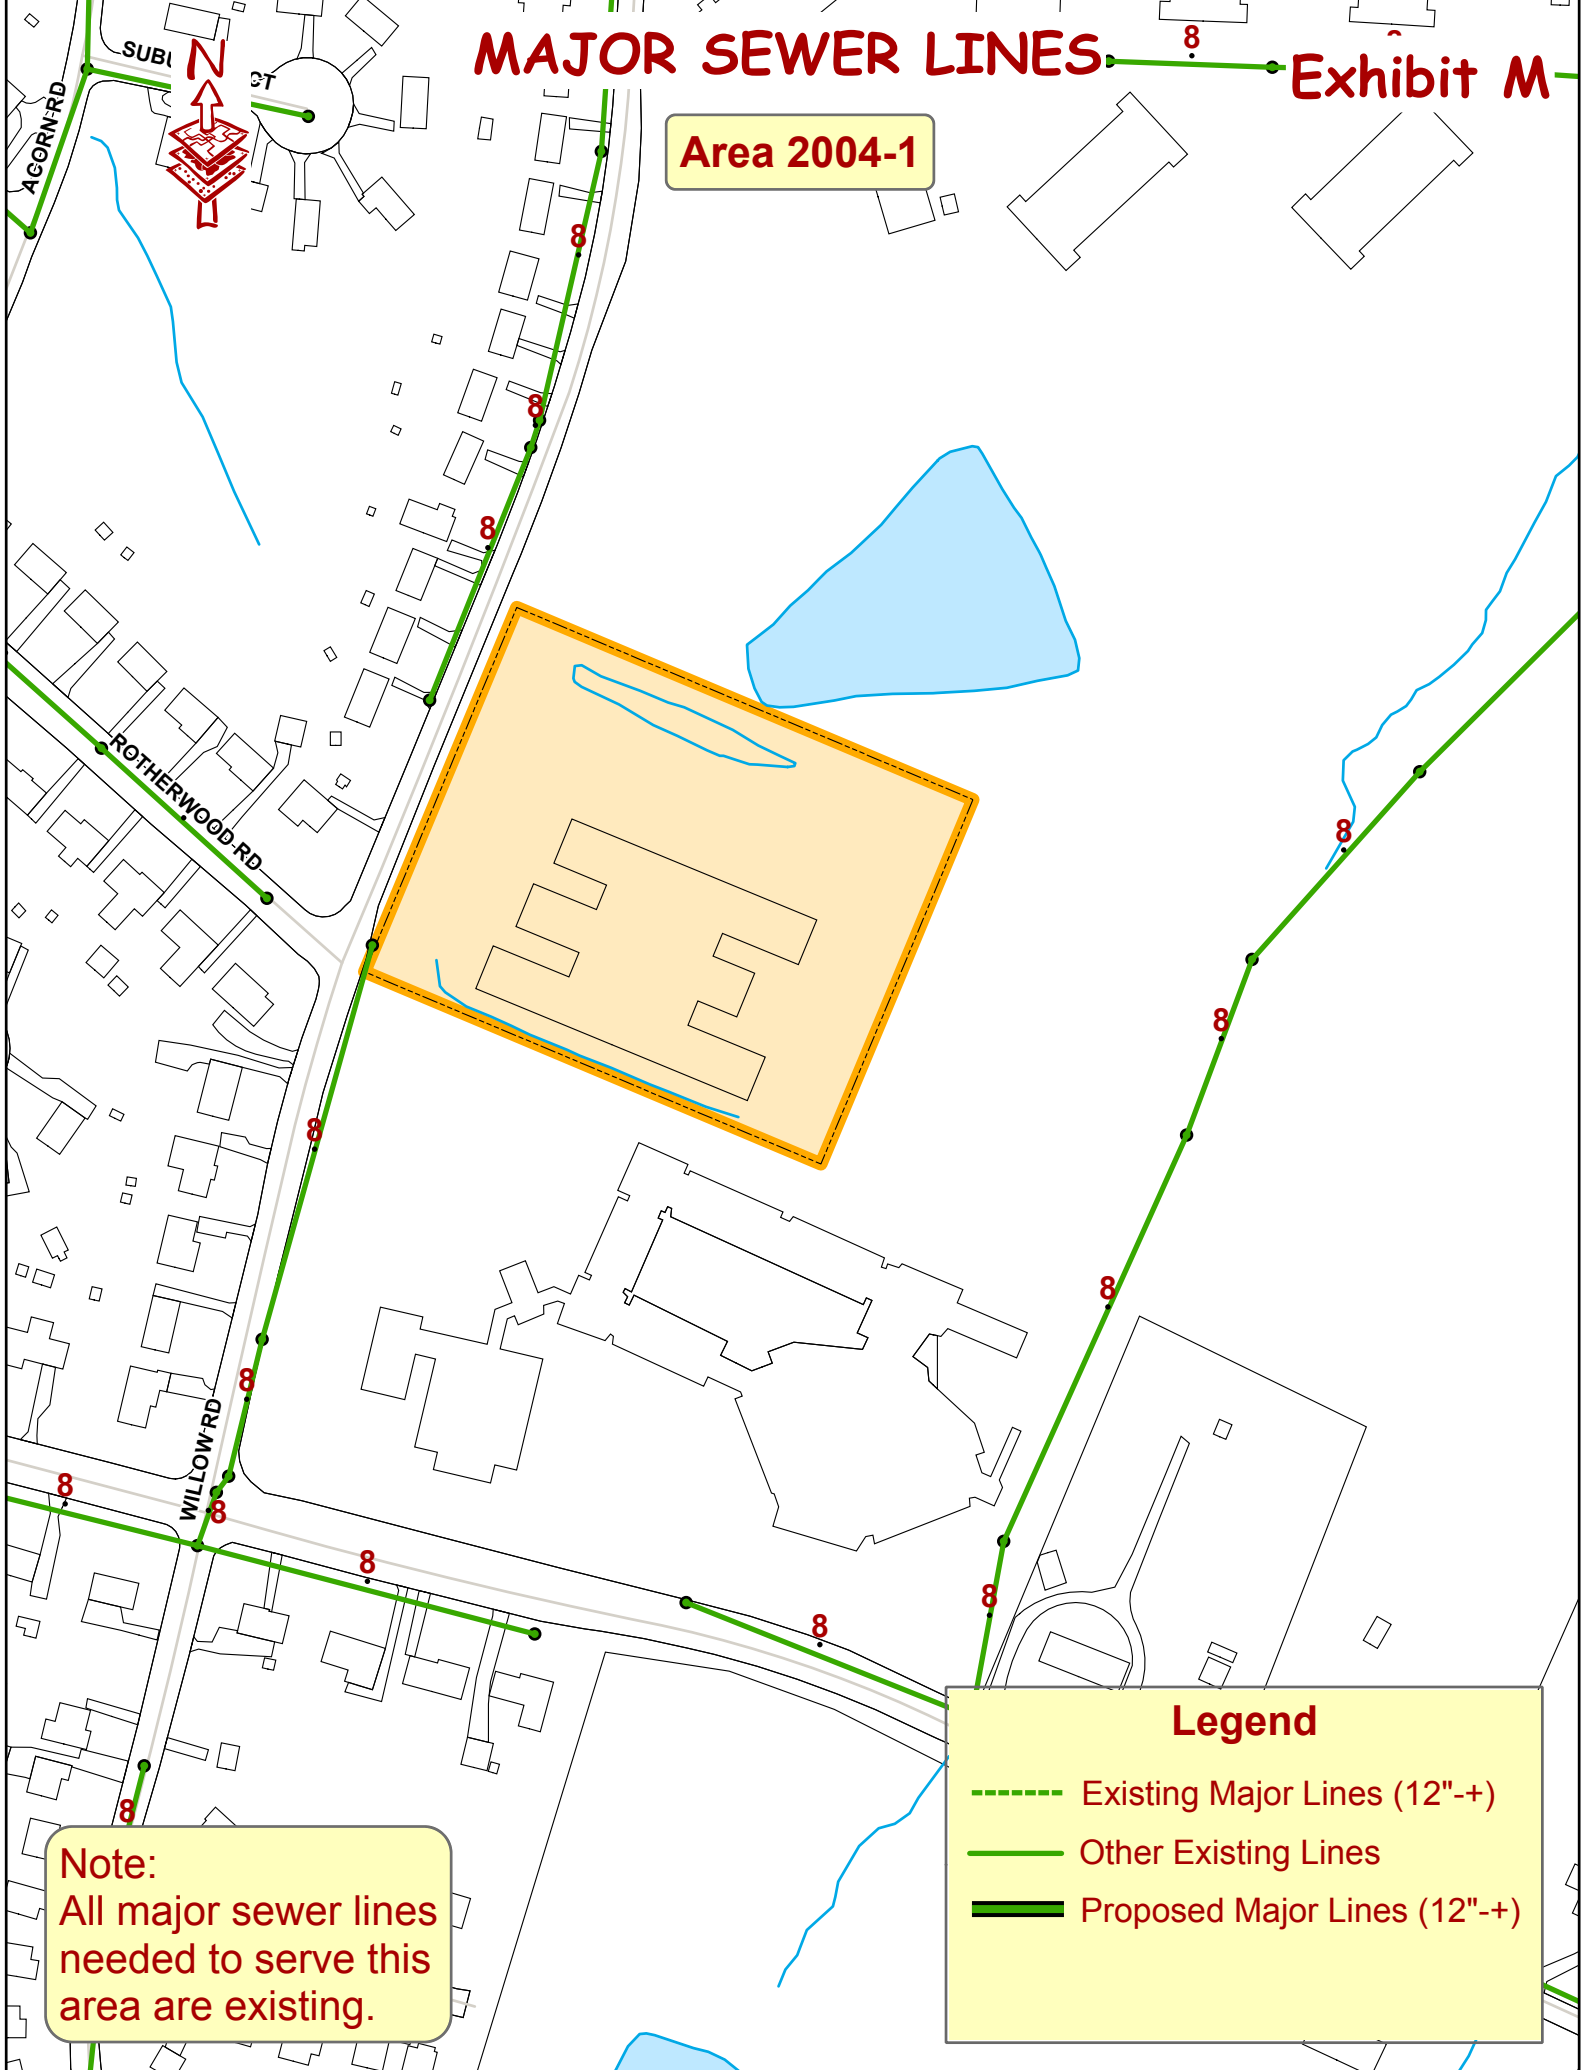 MAJOR SEWER LINES
Exhibit M
Area 2004-1
N
CT
ACORN RD
8
8
8
8
8
ROTHERWOOD RD
8
8
8
8
8
WILLOW RD
8
8
8
8
8
8
8
Note:
All major sewer lines
needed to serve this
area are existing.
Legend
Existing Major Lines (12"-+)
Other Existing Lines
Proposed Major Lines (12"-+)